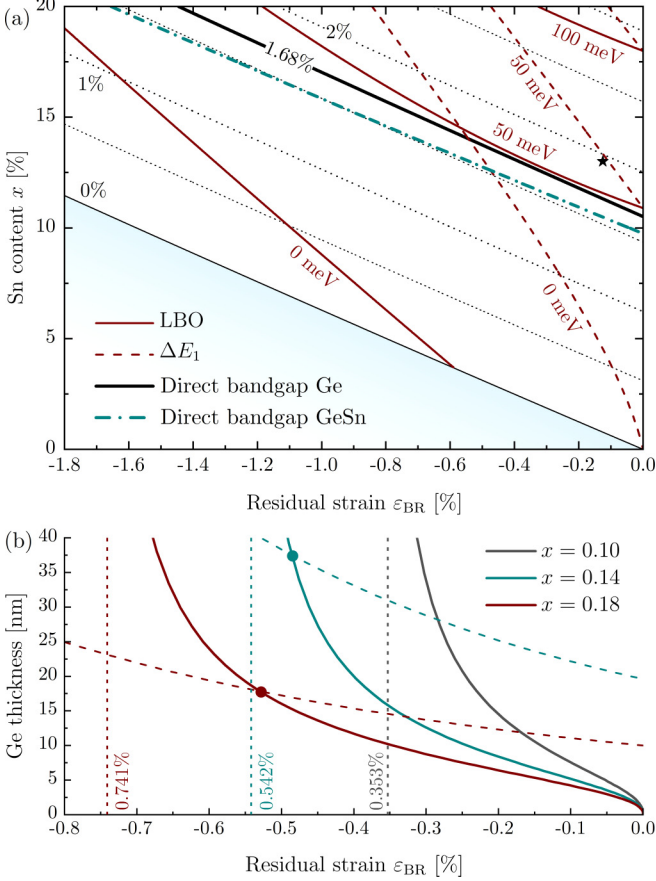 (a)
20
15
10
5
0
Sn content x [%]
2%
1.68%
1%
0%
100 meV
50 meV
50 meV
0 meV
0 meV
LBO
ΔE₁
Direct bandgap Ge
Direct bandgap GeSn
-1.8 -1.6 -1.4 -1.2 -1.0 -0.8 -0.6 -0.4 -0.2 0.0
Residual strain ε_BR [%]
(b)
40
35
30
25
20
15
10
5
0
Ge thickness [nm]
x = 0.10
x = 0.14
x = 0.18
0.741%
0.542%
0.353%
-0.8 -0.7 -0.6 -0.5 -0.4 -0.3 -0.2 -0.1 0.0
Residual strain ε_BR [%]